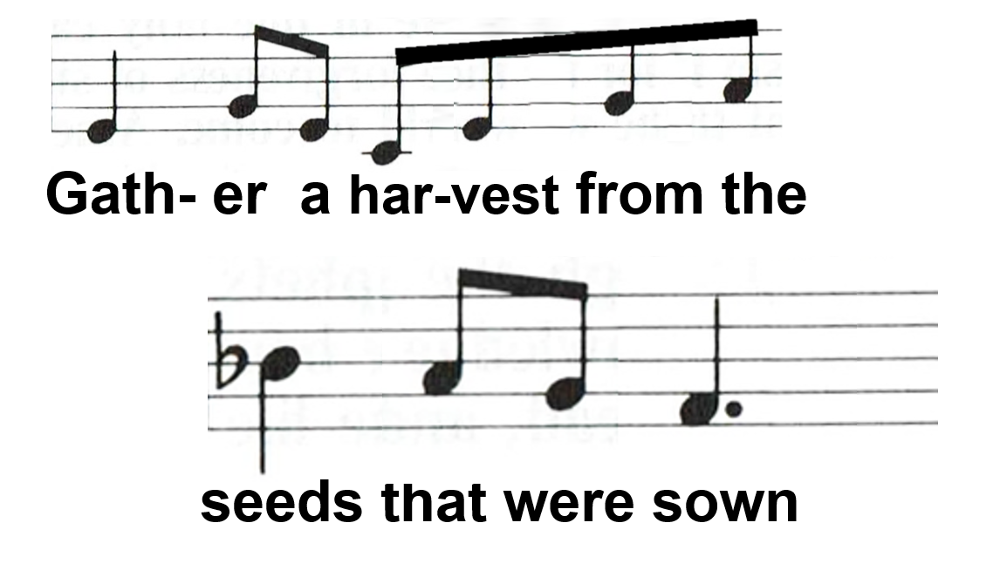 Gath- er a har-vest from the
seeds that were sown